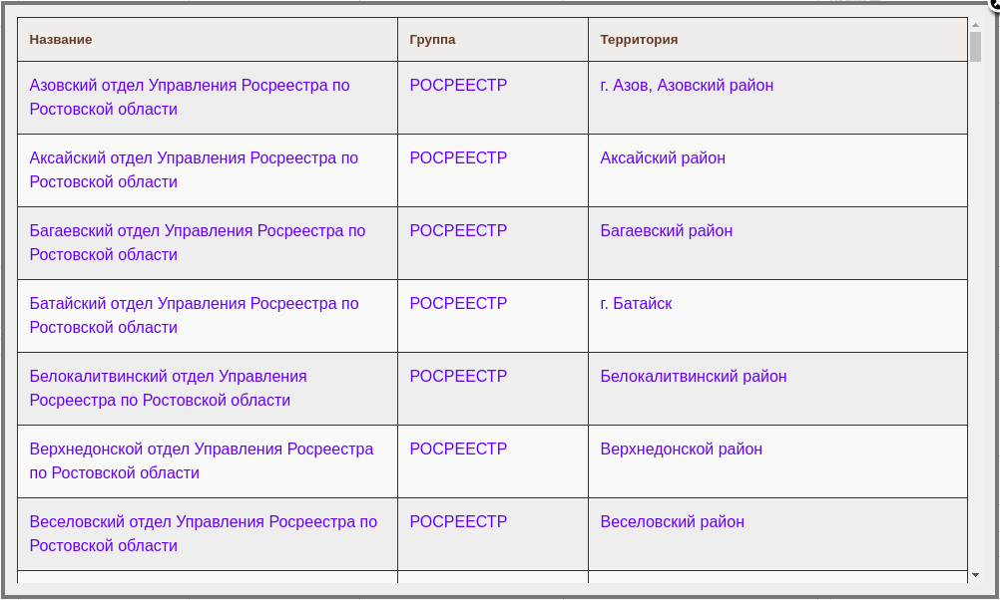 Название Группа Территория
Азовский отдел Управления Росреестра по РОСРЕЕСТР г. Азов, Азовский район
Ростовской области
Аксайский отдел Управления Росреестра по РОСРЕЕСТР Аксайский район
Ростовской области
Багаевский отдел Управления Росреестра по РОСРЕЕСТР Багаевский район
Ростовской области
Батайский отдел Управления Росреестра по РОСРЕЕСТР г. Батайск
Ростовской области
Белокалитвинский отдел Управления РОСРЕЕСТР Белокалитвинский район
Росреестра по Ростовской области
Верхнедонской отдел Управления Росреестра РОСРЕЕСТР Верхнедонской район
по Ростовской области
Веселовский отдел Управления Росреестра по РОСРЕЕСТР Веселовский район
Ростовской области